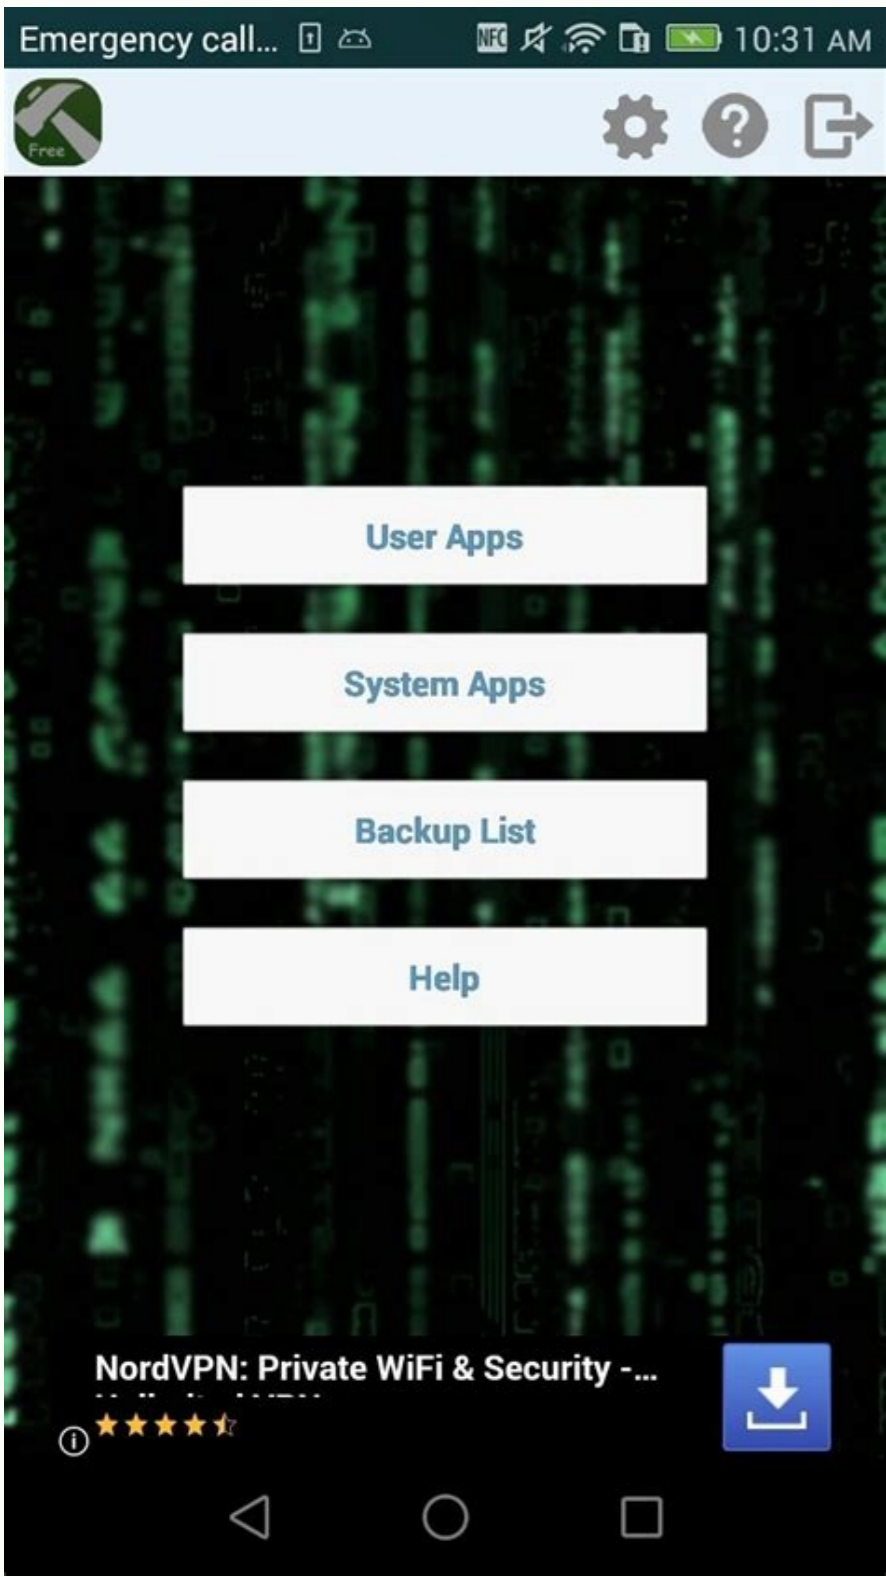 Emergency call...
NFC
10:31 AM
Free
User Apps
System Apps
Backup List
Help
NordVPN: Private WiFi & Security -...